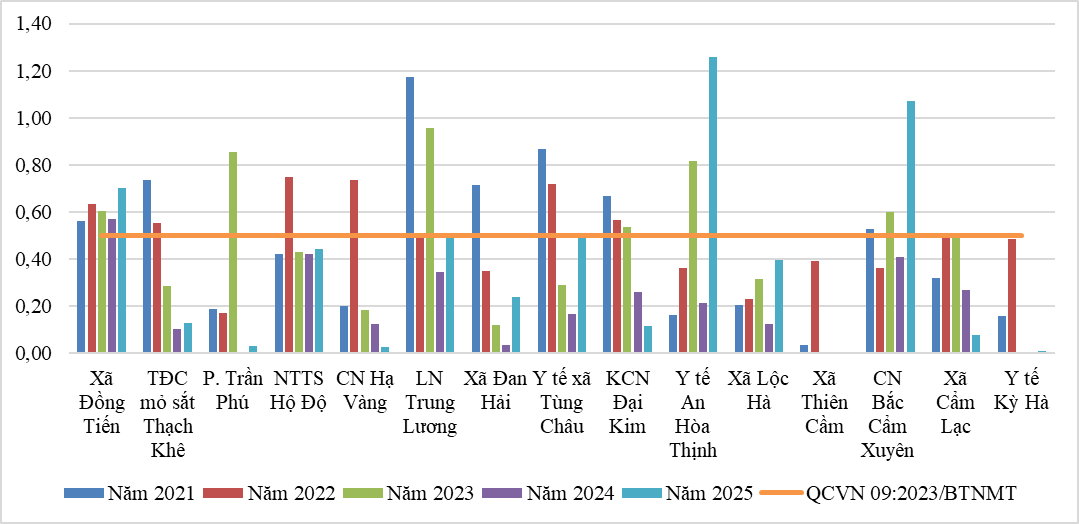 1,40
1,20
1,00
0,80
0,60
0,40
0,20
0,00
Xã
Đồng
Tiến
TĐC
mỏ sắt
Thạch
Khê
P. Trần
Phú
NTTS
Hộ Độ
CN Hạ
Vàng
LN
Trung
Lương
Xã Đan
Hải
Y tế xã
Tùng
Châu
KCN
Đại
Kim
Y tế
An
Hòa
Thịnh
Xã Lộc
Hà
Xã
Thiên
Cầm
CN
Bắc
Cẩm
Xuyên
Xã
Cẩm
Lạc
Y tế
Kỳ Hà
Năm 2021
Năm 2022
Năm 2023
Năm 2024
Năm 2025
QCVN 09:2023/BTNMT